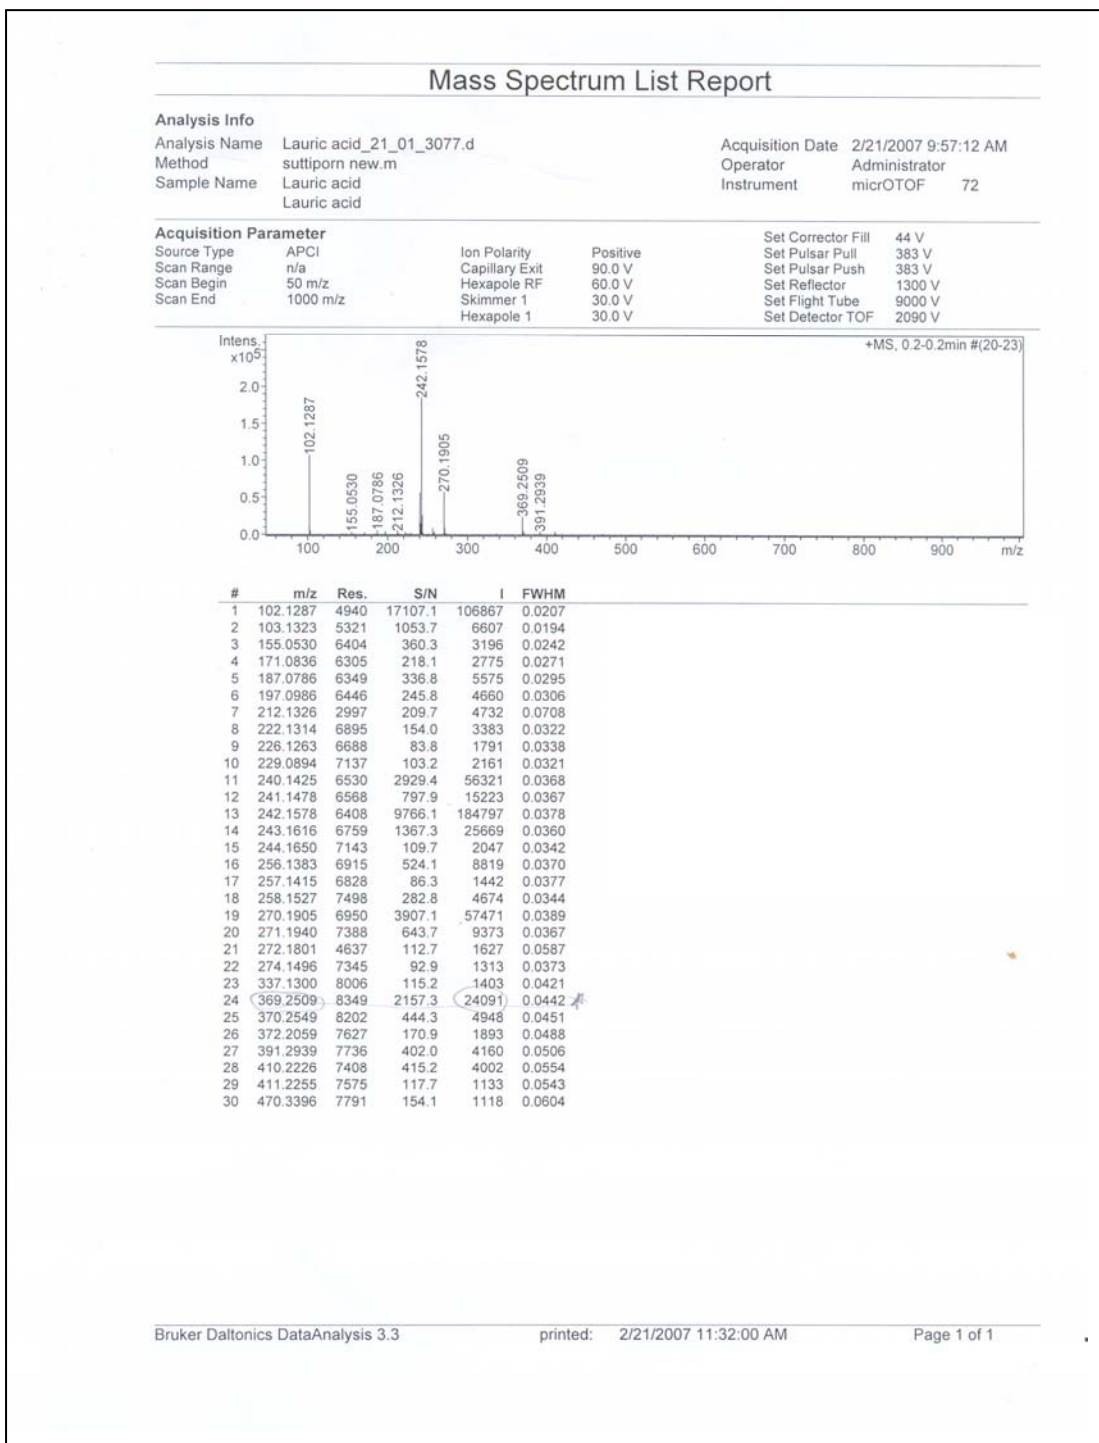 Mass Spectrum List Report
Analysis Info
Analysis Name Lauric acid_21_01_3077.d Acquisition Date 2/21/2007 9:57:12 AM
Method suttiporn new.m Operator Administrator
Sample Name Lauric acid Instrument micrOTOF 72
Lauric acid
Acquisition Parameter Set Corrector Fill 44 V
Source Type APCI Ion Polarity Positive Set Pulsar Pull 383 V
Scan Range n/a Capillary Exit 90.0 V Set Pulsar Push 383 V
Scan Begin 50 m/z Hexapole RF 60.0 V Set Reflector 1300 V
Scan End 1000 m/z Skimmer 1 30.0 V Set Flight Tube 9000 V
Hexapole 1 30.0 V Set Detector TOF 2090 V
Intens. +MS, 0.2-0.2min #(20-23)
x10⁵
2.0
1.5
1.0
0.5
0.0
102.1287
155.0530
187.0786
212.1326
242.1578
270.1905
369.2509
391.2939
100 200 300 400 500 600 700 800 900 m/z
# m/z Res. S/N I FWHM
1 102.1287 4940 17107.1 106867 0.0207
2 103.1323 5321 1053.7 6607 0.0194
3 155.0530 6404 360.3 3196 0.0242
4 171.0836 6305 218.1 2775 0.0271
5 187.0786 6349 336.8 5575 0.0295
6 197.0986 6446 245.8 4660 0.0306
7 212.1326 2997 209.7 4732 0.0708
8 222.1314 6895 154.0 3383 0.0322
9 226.1263 6688 83.8 1791 0.0338
10 229.0894 7137 103.2 2161 0.0321
11 240.1425 6530 2929.4 56321 0.0368
12 241.1478 6568 797.9 15223 0.0367
13 242.1578 6408 9766.1 184797 0.0378
14 243.1616 6759 1367.3 25669 0.0360
15 244.1650 7143 109.7 2047 0.0342
16 256.1383 6915 524.1 8819 0.0370
17 257.1415 6828 86.3 1442 0.0377
18 258.1527 7498 282.8 4674 0.0344
19 270.1905 6950 3907.1 57471 0.0389
20 271.1940 7388 643.7 9373 0.0367
21 272.1801 4637 112.7 1627 0.0587
22 274.1496 7345 92.9 1313 0.0373
23 337.1300 8006 115.2 1403 0.0421
24 369.2509 8349 2157.3 24091 0.0442
25 370.2549 8202 444.3 4948 0.0451
26 372.2059 7627 170.9 1893 0.0488
27 391.2939 7736 402.0 4160 0.0506
28 410.2226 7408 415.2 4002 0.0554
29 411.2255 7575 117.7 1133 0.0543
30 470.3396 7791 154.1 1118 0.0604
Bruker Daltonics DataAnalysis 3.3 printed: 2/21/2007 11:32:00 AM Page 1 of 1